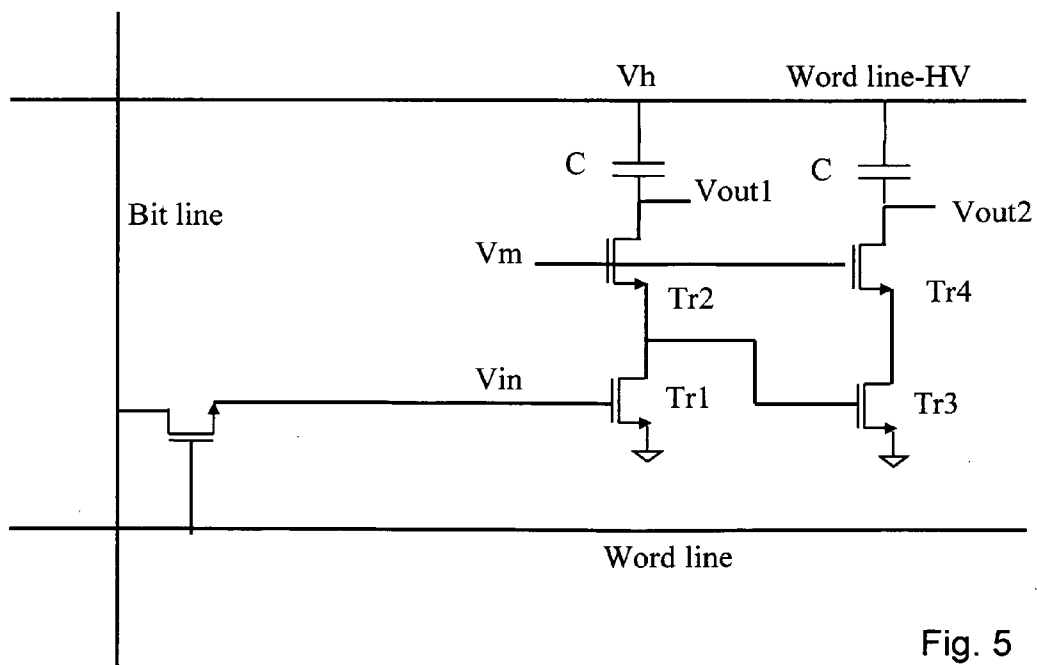 Vh
Word line-HV
C
C
Vout1
Bit line
Vout2
Vm
Tr2
Tr4
Vin
Tr1
Tr3
Word line
Fig. 5